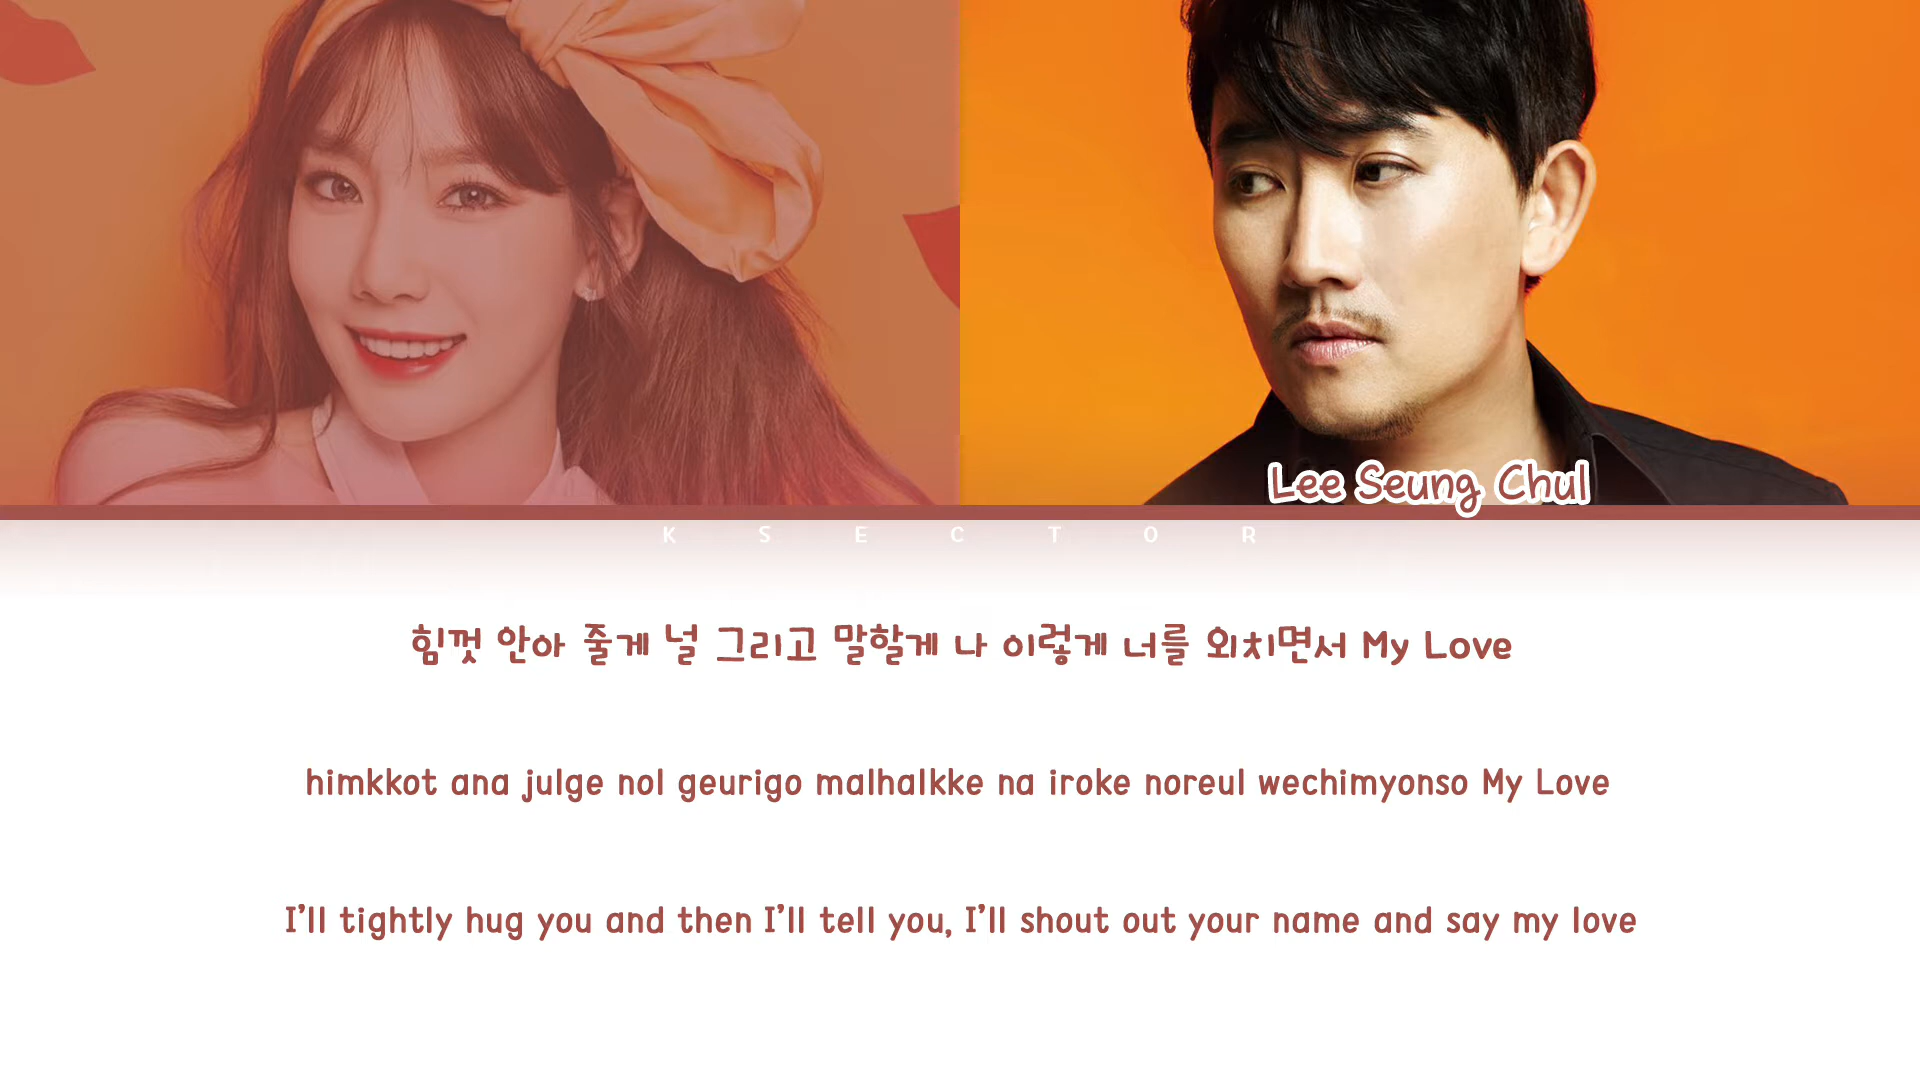 Lee Seung Chul
K S E C T O R
힘껏 안아 줄게 널 그리고 말할게 나 이렇게 너를 외치면서 My Love
himkkot ana julge nol geurigo malhalkke na iroke noreul wechimyonso My Love
I'll tightly hug you and then I'll tell you, I'll shout out your name and say my love